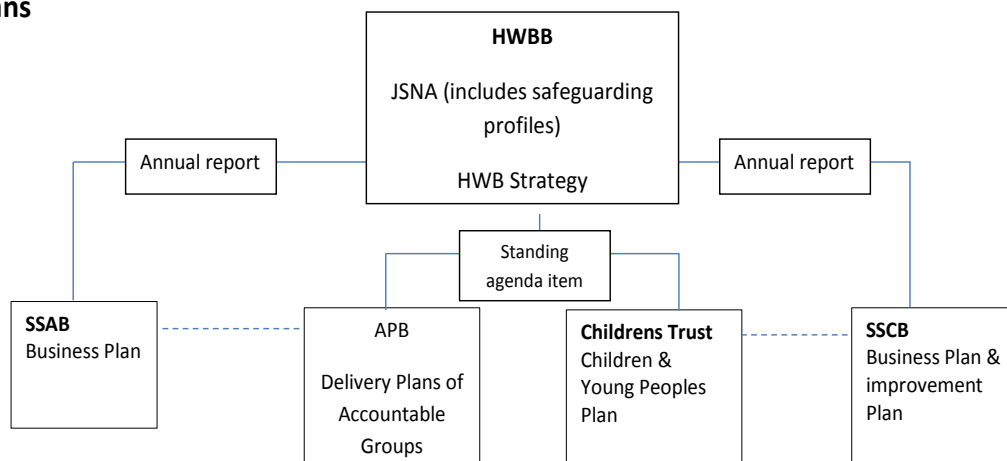 HWBB
JSNA (includes safeguarding
profiles)
HWB Strategy
Annual report
Annual report
Standing
agenda item
SSAB
Business Plan
APB
Delivery Plans of
Accountable
Groups
Childrens Trust
Children &
Young Peoples
Plan
SSCB
Business Plan &
improvement
Plan